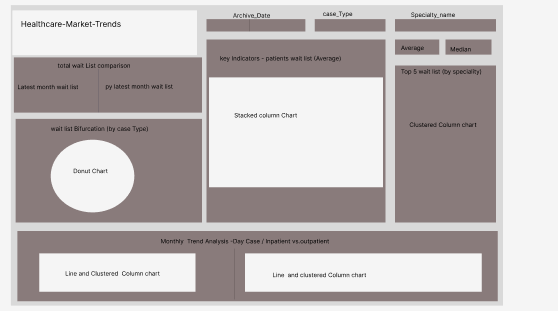 Healthcare-Market-Trends
Archive_Date
case_Type
Specialty_name
Average
Median
total wait List comparison
Latest month wait list
py latest month wait list
key Indicators - patients wait list (Average)
Stacked column Chart
Top 5 wait list (by speciality)
Clustered Column chart
wait list Bifurcation (by case Type)
Donut Chart
Monthly Trend Analysis -Day Case / Inpatient vs.outpatient
Line and Clustered Column chart
Line and clustered Column chart